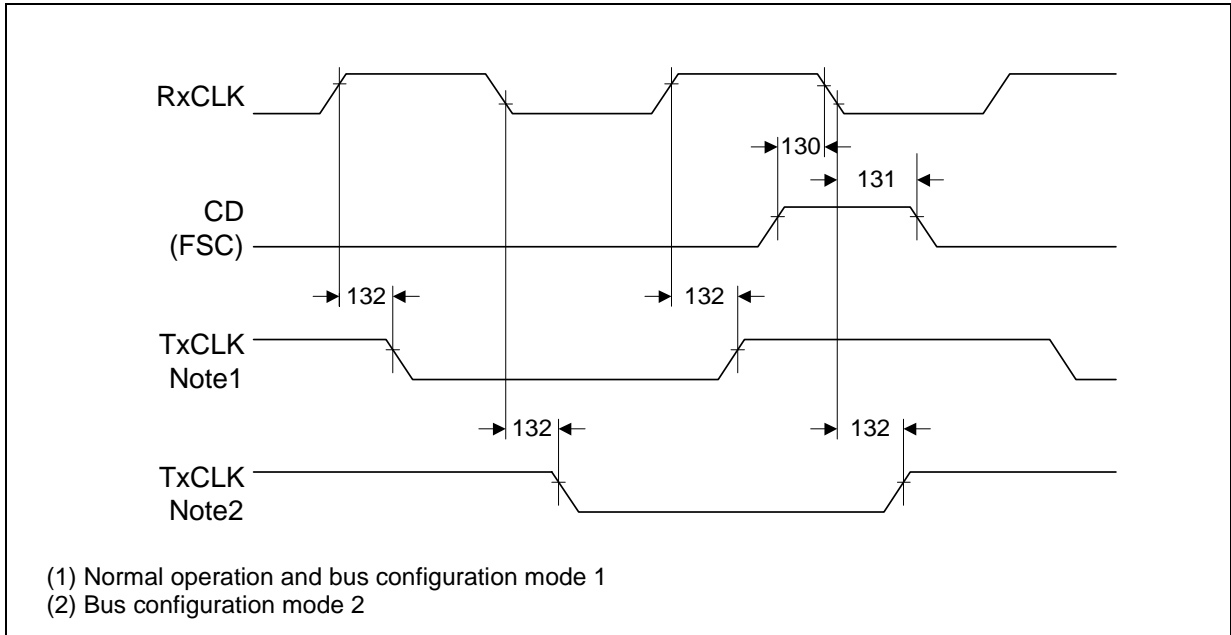 RxCLK
130
131
CD
(FSC)
132
132
TxCLK
Note1
132
132
TxCLK
Note2
(1) Normal operation and bus configuration mode 1
(2) Bus configuration mode 2